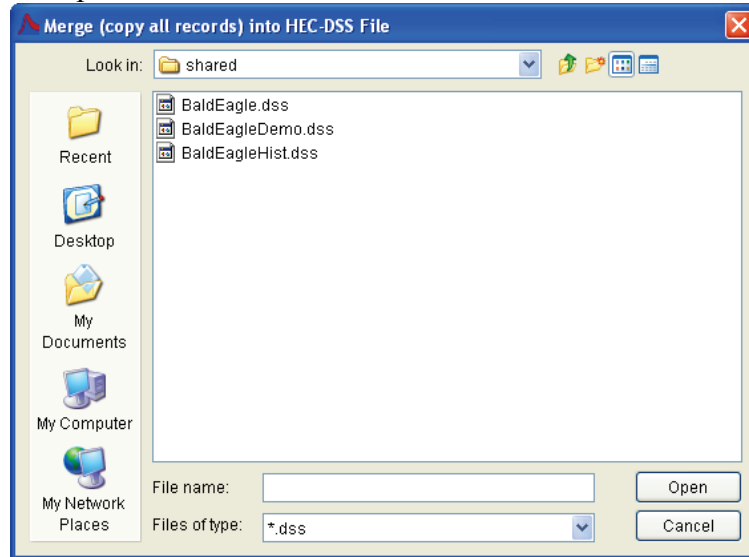 Merge (copy all records) into HEC-DSS File
Look in: shared
BaldEagle.dss
BaldEagleDemo.dss
BaldEagleHist.dss
Recent
Desktop
My
Documents
My Computer
My Network
Places
File name: Open
Files of type: *.dss Cancel